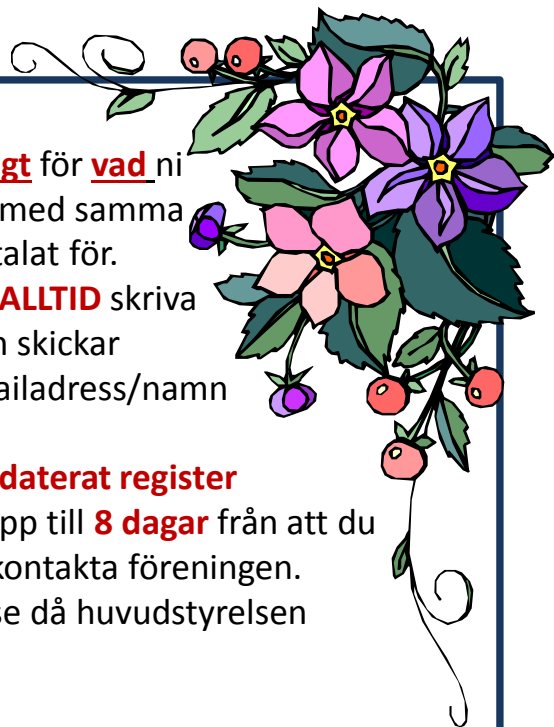 gt för vad ni
med samma
talat för.
ALLTID skriva
skickar
ailadress/namn
daterat register
pp till 8 dagar från att du
kontakta föreningen.
se då huvudstyrelsen